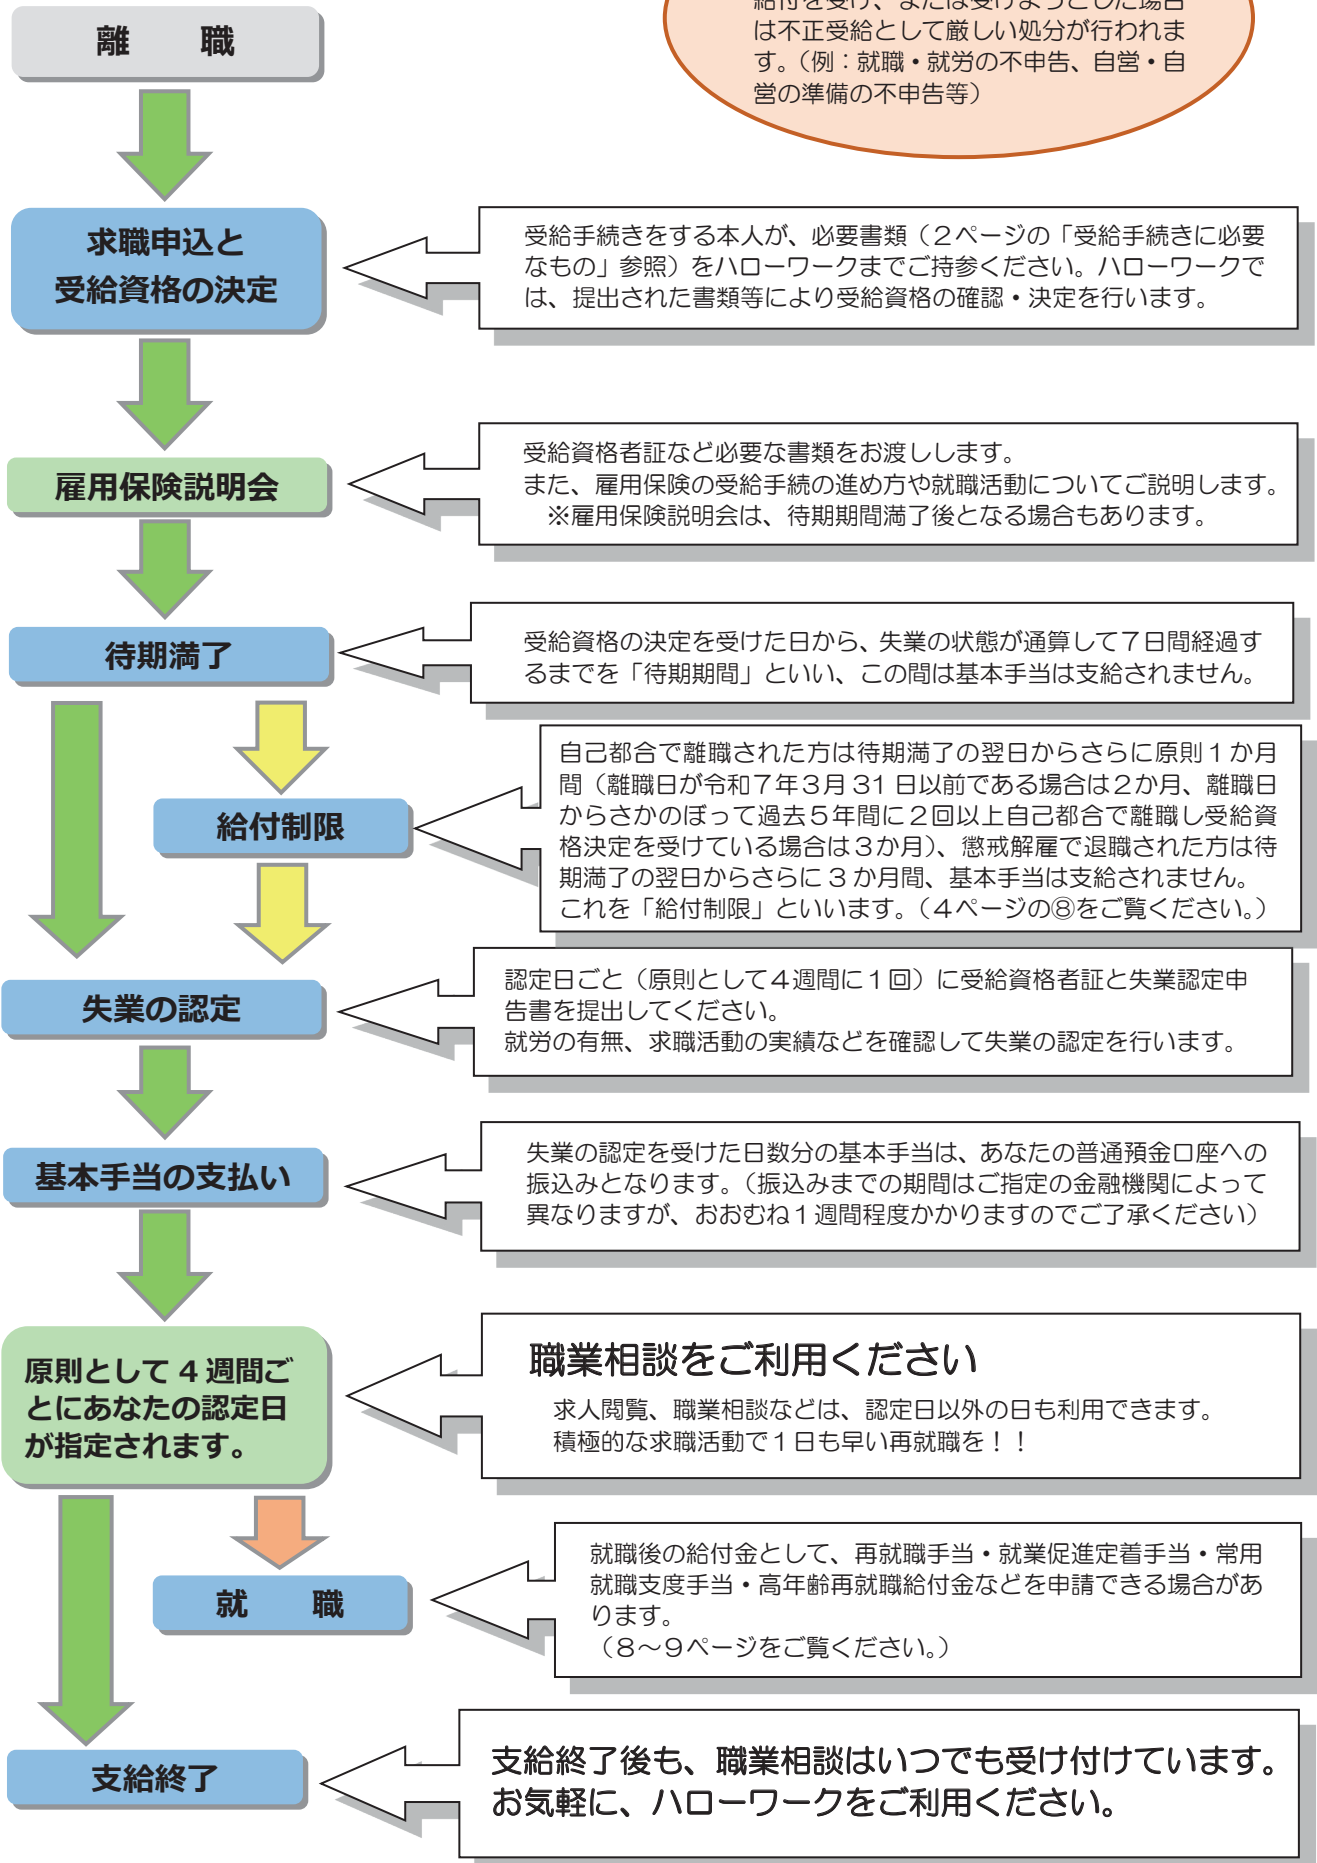 給付を受け、または受けようとした場合
は不正受給として厳しい処分が行われま
す。（例：就職・就労の不申告、自営・自
営の準備の不申告等）
離　職
求職申込と
受給資格の決定
受給手続きをする本人が、必要書類（２ページの「受給手続きに必要
なもの」参照）をハローワークまでご持参ください。ハローワークで
は、提出された書類等により受給資格の確認・決定を行います。
雇用保険説明会
受給資格者証など必要な書類をお渡しします。
また、雇用保険の受給手続の進め方や就職活動についてご説明します。
※雇用保険説明会は、待期期間満了後となる場合もあります。
待期満了
受給資格の決定を受けた日から、失業の状態が通算して７日間経過す
るまでを「待期期間」といい、この間は基本手当は支給されません。
給付制限
自己都合で離職された方は待期満了の翌日からさらに原則１か月
間（離職日が令和７年３月 31 日以前である場合は２か月、離職日
からさかのぼって過去５年間に２回以上自己都合で離職し受給資
格決定を受けている場合は３か月）、懲戒解雇で退職された方は待
期満了の翌日からさらに３か月間、基本手当は支給されません。
これを「給付制限」といいます。（４ページの⑧をご覧ください。）
失業の認定
認定日ごと（原則として４週間に１回）に受給資格者証と失業認定申
告書を提出してください。
就労の有無、求職活動の実績などを確認して失業の認定を行います。
基本手当の支払い
失業の認定を受けた日数分の基本手当は、あなたの普通預金口座への
振込みとなります。（振込みまでの期間はご指定の金融機関によって
異なりますが、おおむね１週間程度かかりますのでご了承ください）
原則として４週間ご
とにあなたの認定日
が指定されます。
職業相談をご利用ください
求人閲覧、職業相談などは、認定日以外の日も利用できます。
積極的な求職活動で１日も早い再就職を！！
就　職
就職後の給付金として、再就職手当・就業促進定着手当・常用
就職支度手当・高年齢再就職給付金などを申請できる場合があ
ります。
（８～９ページをご覧ください。）
支給終了
支給終了後も、職業相談はいつでも受け付けています。
お気軽に、ハローワークをご利用ください。